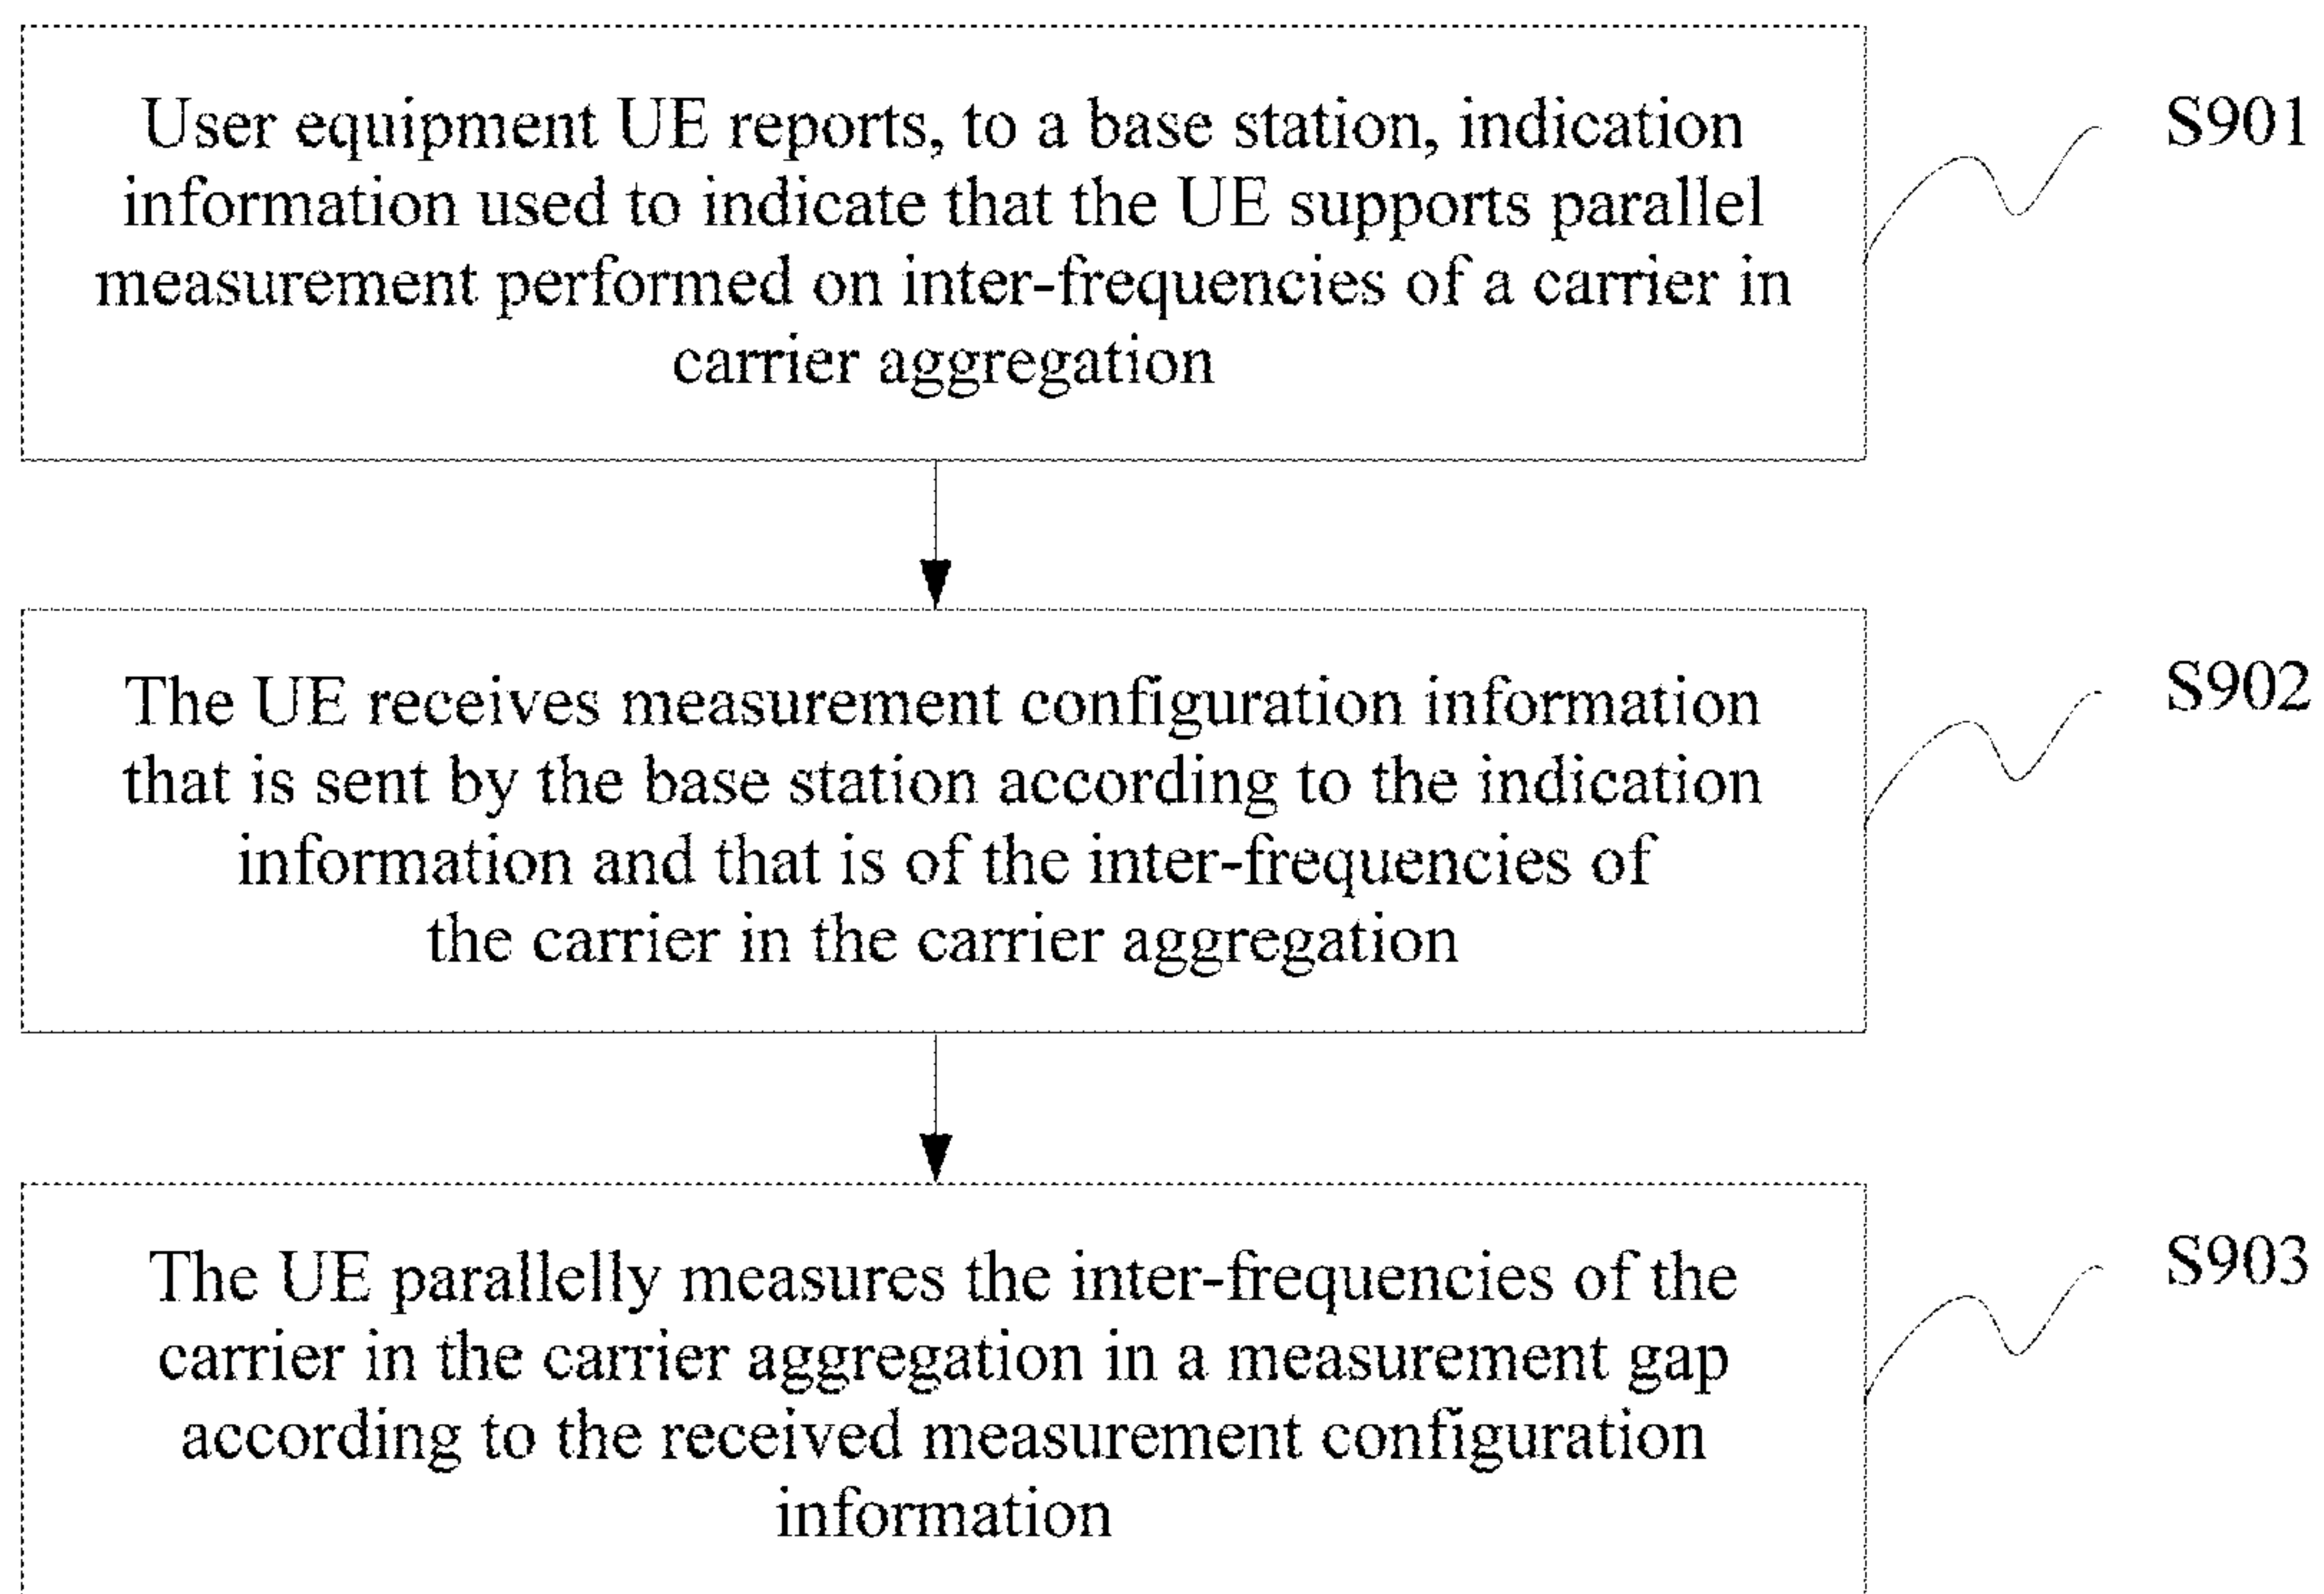 User equipment UE reports, to a base station, indication
information used to indicate that the UE supports parallel
measurement performed on inter-frequencies of a carrier in
carrier aggregation
S901
The UE receives measurement configuration information
that is sent by the base station according to the indication
information and that is of the inter-frequencies of
the carrier in the carrier aggregation
S902
The UE parallelly measures the inter-frequencies of the
carrier in the carrier aggregation in a measurement gap
according to the received measurement configuration
information
S903